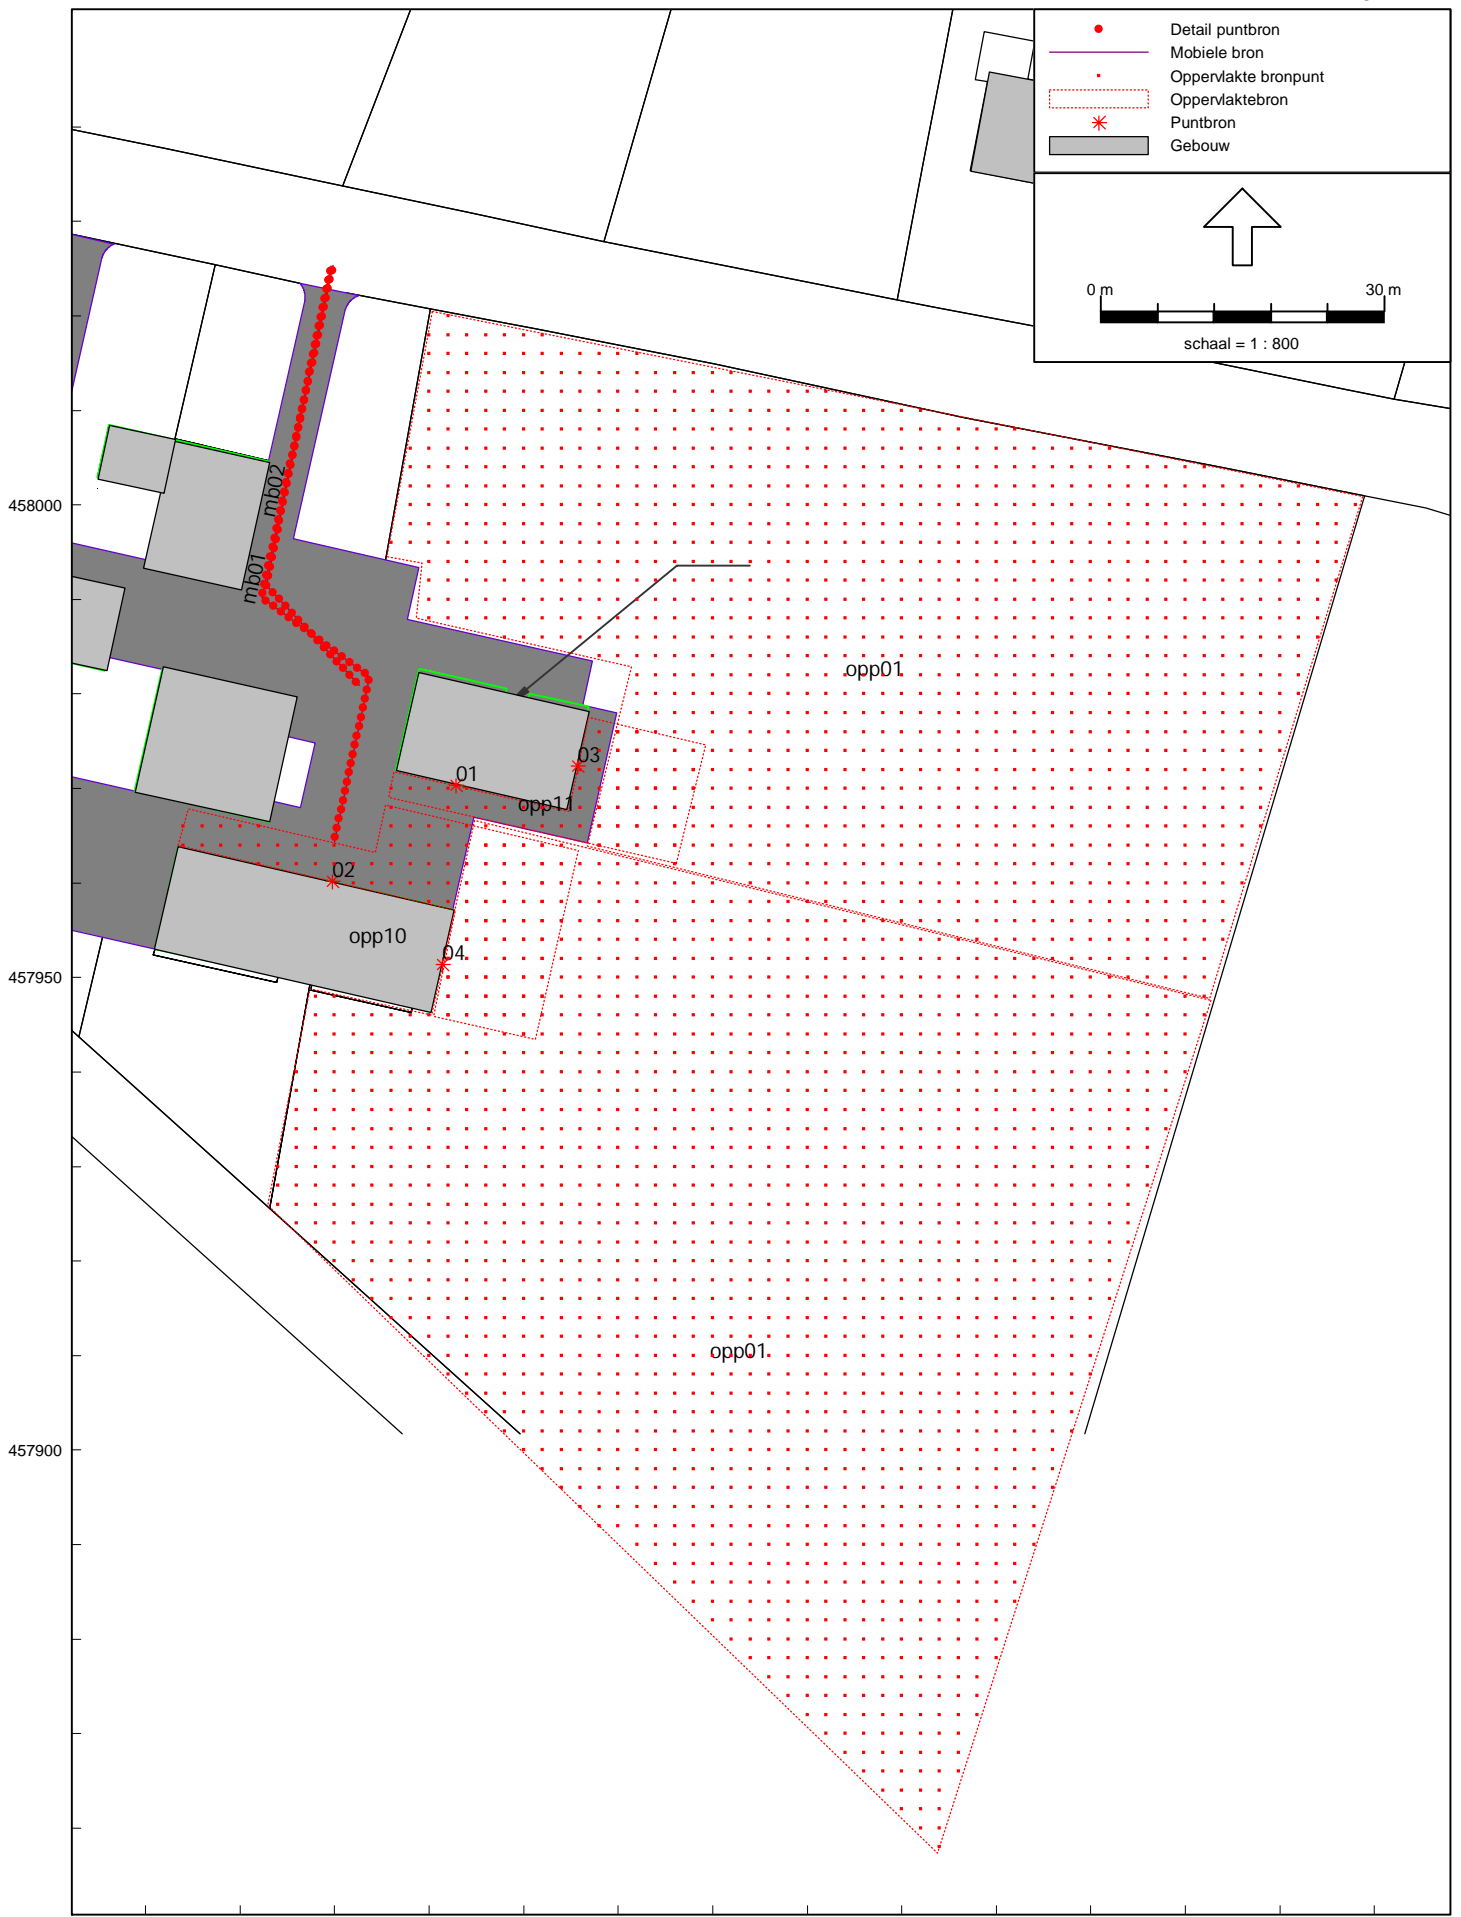 Detail puntbron
Mobiele bron
Oppervlakte bronpunt
Oppervlaktebron
Puntbron
Gebouw
0 m
30 m
schaal = 1 : 800
458000
mb02
mb01
opp01
03
01
opp11
02
opp10
04
457950
opp01
457900